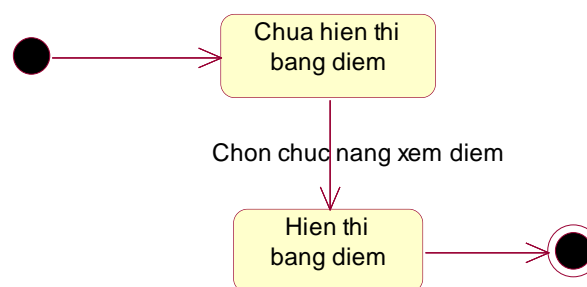 Chua hien thi
bang diem
Chon chuc nang xem diem
Hien thi
bang diem